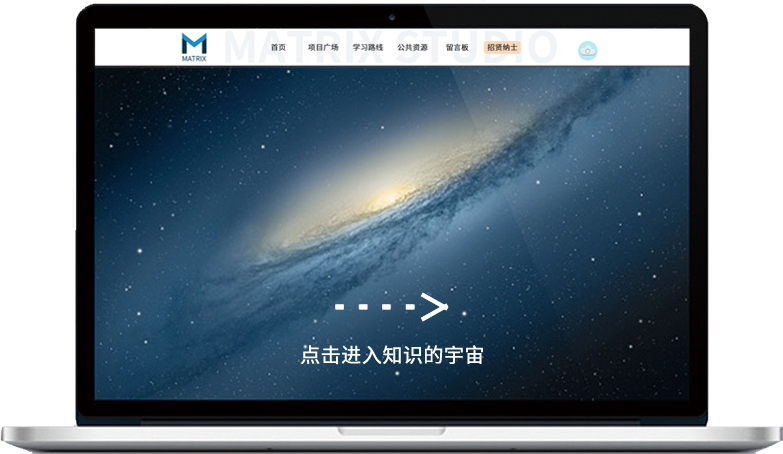 MATRIX STUDIO
MATRIX
首页 项目广场 学习路线 公共资源 留言板 招贤纳士
点击进入知识的宇宙